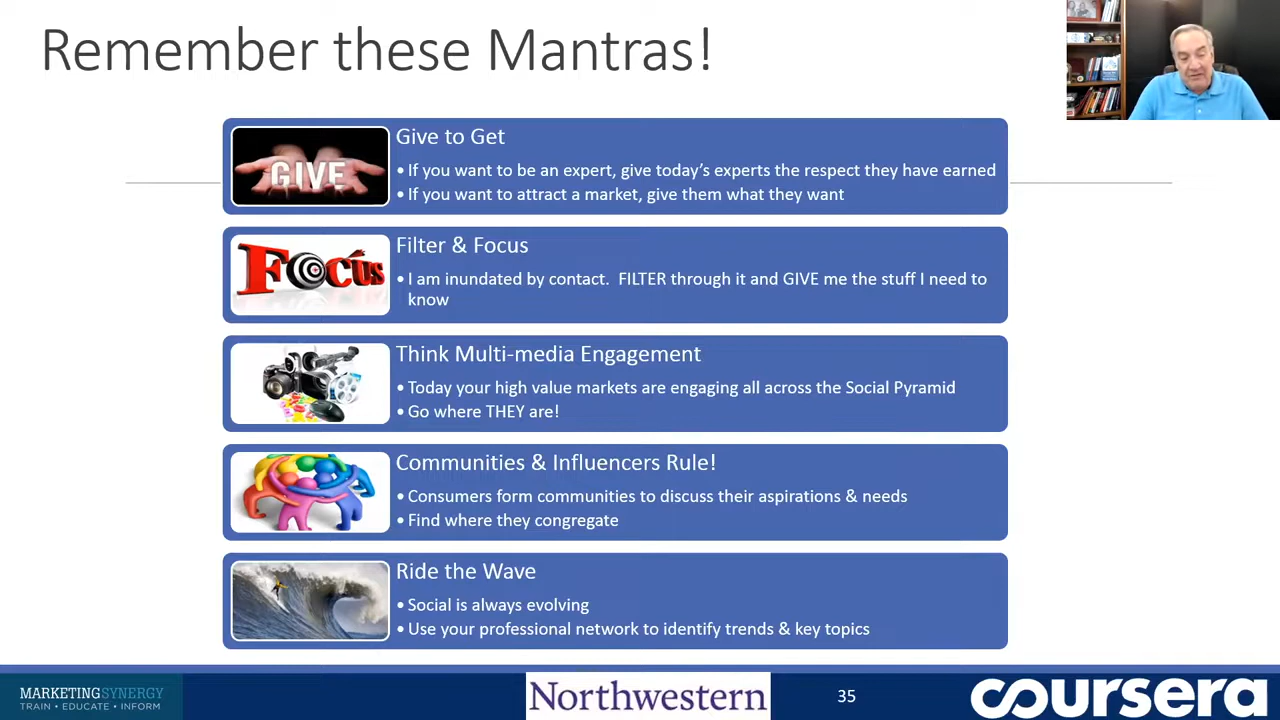 Remember these Mantras!
GIVE
Give to Get
• If you want to be an expert, give today's experts the respect they have earned
• If you want to attract a market, give them what they want
FOCUS
Filter & Focus
• I am inundated by contact.  FILTER through it and GIVE me the stuff I need to
know
Think Multi-media Engagement
• Today your high value markets are engaging all across the Social Pyramid
• Go where THEY are!
Communities & Influencers Rule!
• Consumers form communities to discuss their aspirations & needs
• Find where they congregate
Ride the Wave
• Social is always evolving
• Use your professional network to identify trends & key topics
MARKETINGSYNERGY
TRAIN • EDUCATE • INFORM
Northwestern
35
coursera